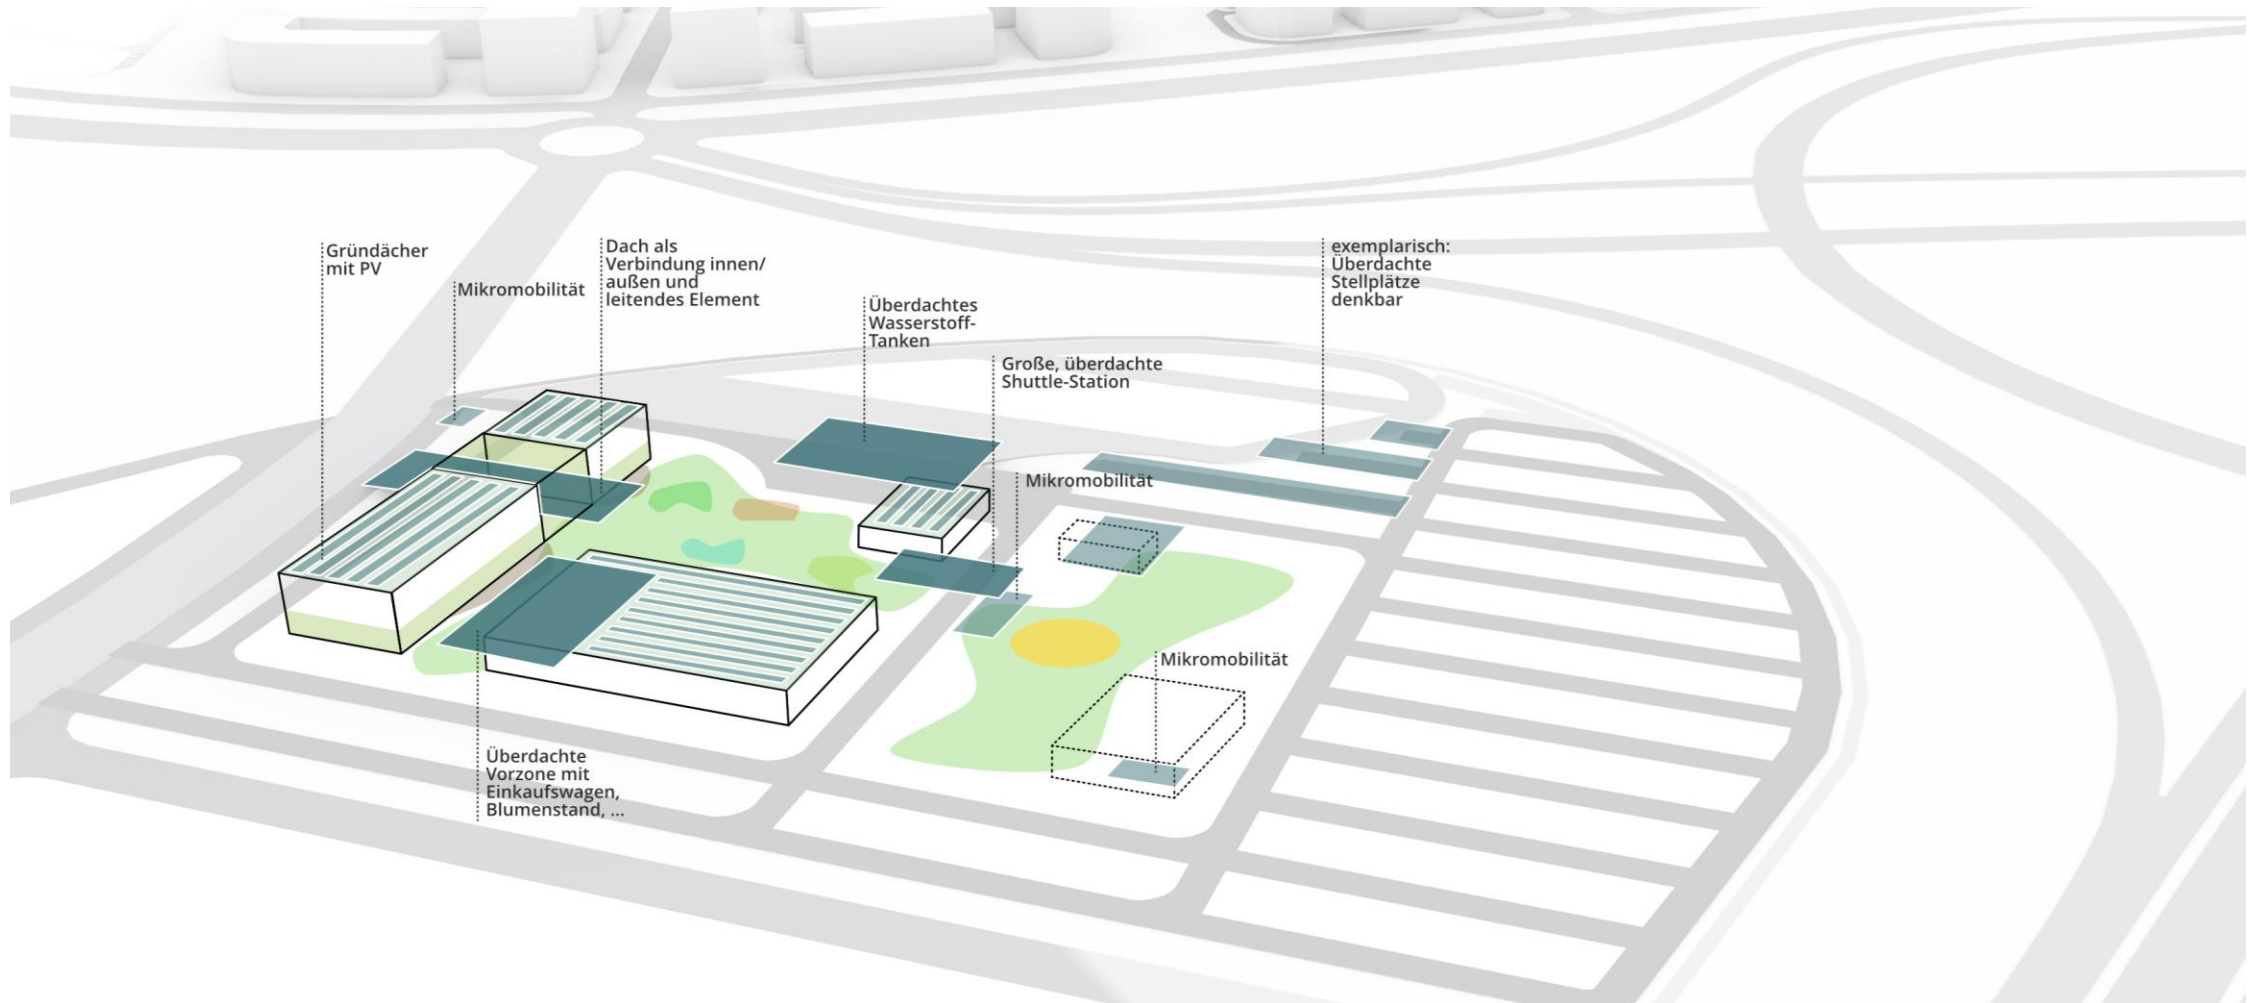 Gründächer
mit PV
Mikromobilität
Dach als
Verbindung innen/
außen und
leitendes Element
Überdachtes
Wasserstoff-
Tanken
Große, überdachte
Shuttle-Station
exemplarisch:
Überdachte
Stellplätze
denkbar
Mikromobilität
Mikromobilität
Überdachte
Vorzone mit
Einkaufswagen,
Blumenstand, ...